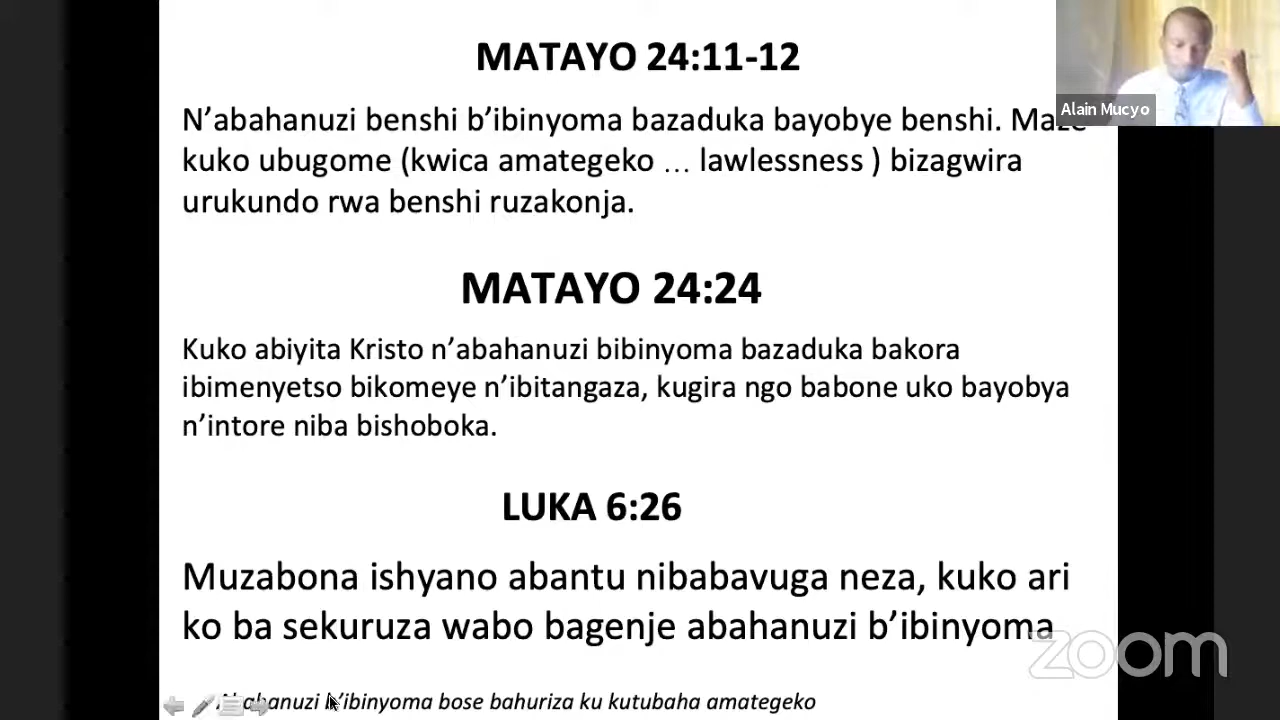 MATAYO 24:11-12
Alain Mucyo
N’abahanuzi benshi b’ibinyoma bazaduka bayobye benshi. Maze
kuko ubugome (kwica amategeko … lawlessness ) bizagwira
urukundo rwa benshi ruzakonja.
MATAYO 24:24
Kuko abiyita Kristo n’abahanuzi bibinyoma bazaduka bakora
ibimenyetso bikomeye n’ibitangaza, kugira ngo babone uko bayobya
n’intore niba bishoboka.
LUKA 6:26
Muzabona ishyano abantu nibabavuga neza, kuko ari
ko ba sekuruza wabo bagenje abahanuzi b’ibinyoma
zoom
Abahanuzi b’ibinyoma bose bahuriza ku kutubaha amategeko